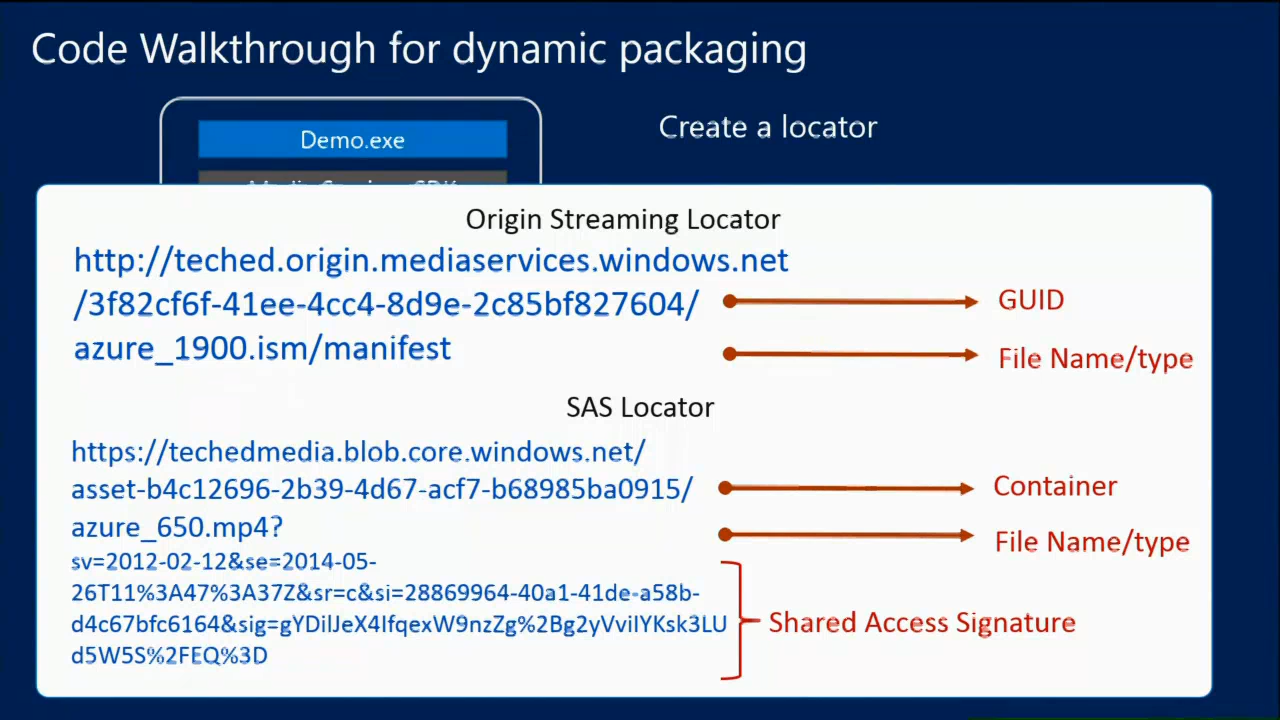 Code Walkthrough for dynamic packaging
Demo.exe
Create a locator
Origin Streaming Locator
http://teched.origin.mediaservices.windows.net
/3f82cf6f-41ee-4cc4-8d9e-2c85bf827604/
GUID
azure_1900.ism/manifest
File Name/type
SAS Locator
https://techedmedia.blob.core.windows.net/
asset-b4c12696-2b39-4d67-acf7-b68985ba0915/
Container
azure_650.mp4?
File Name/type
sv=2012-02-12&se=2014-05-
26T11%3A47%3A37Z&sr=c&si=28869964-40a1-41de-a58b-
d4c67bfc6164&sig=gYDilJeX4IfqexW9nzZg%2Bg2yVviIYKsk3LU
d5W5S%2FEQ%3D
Shared Access Signature